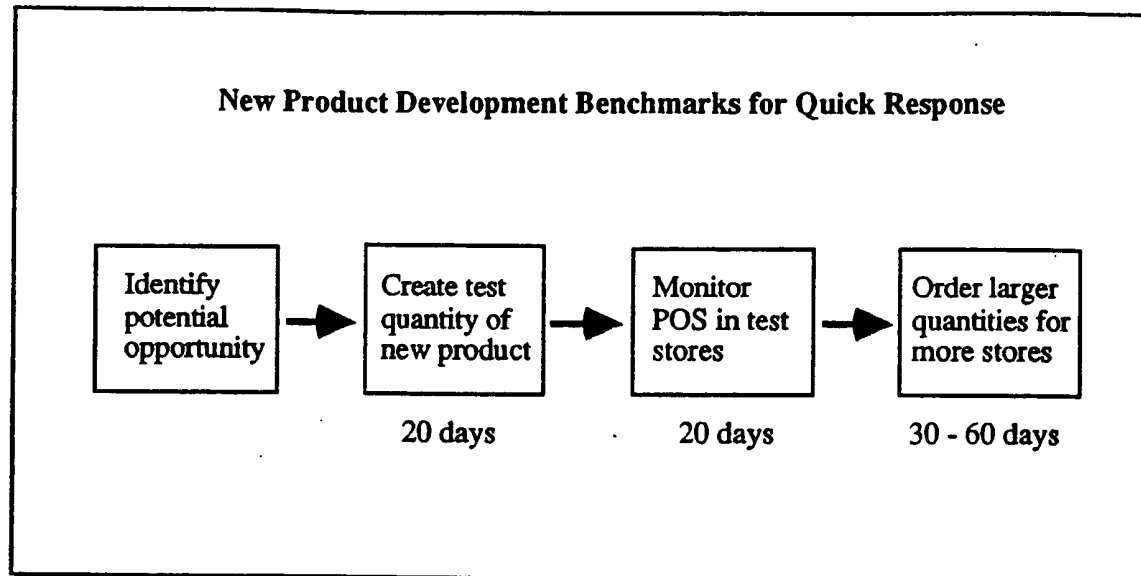 New Product Development Benchmarks for Quick Response
Identify
potential
opportunity
Create test
quantity of
new product
Monitor
POS in test
stores
Order larger
quantities for
more stores
20 days
20 days
30 - 60 days